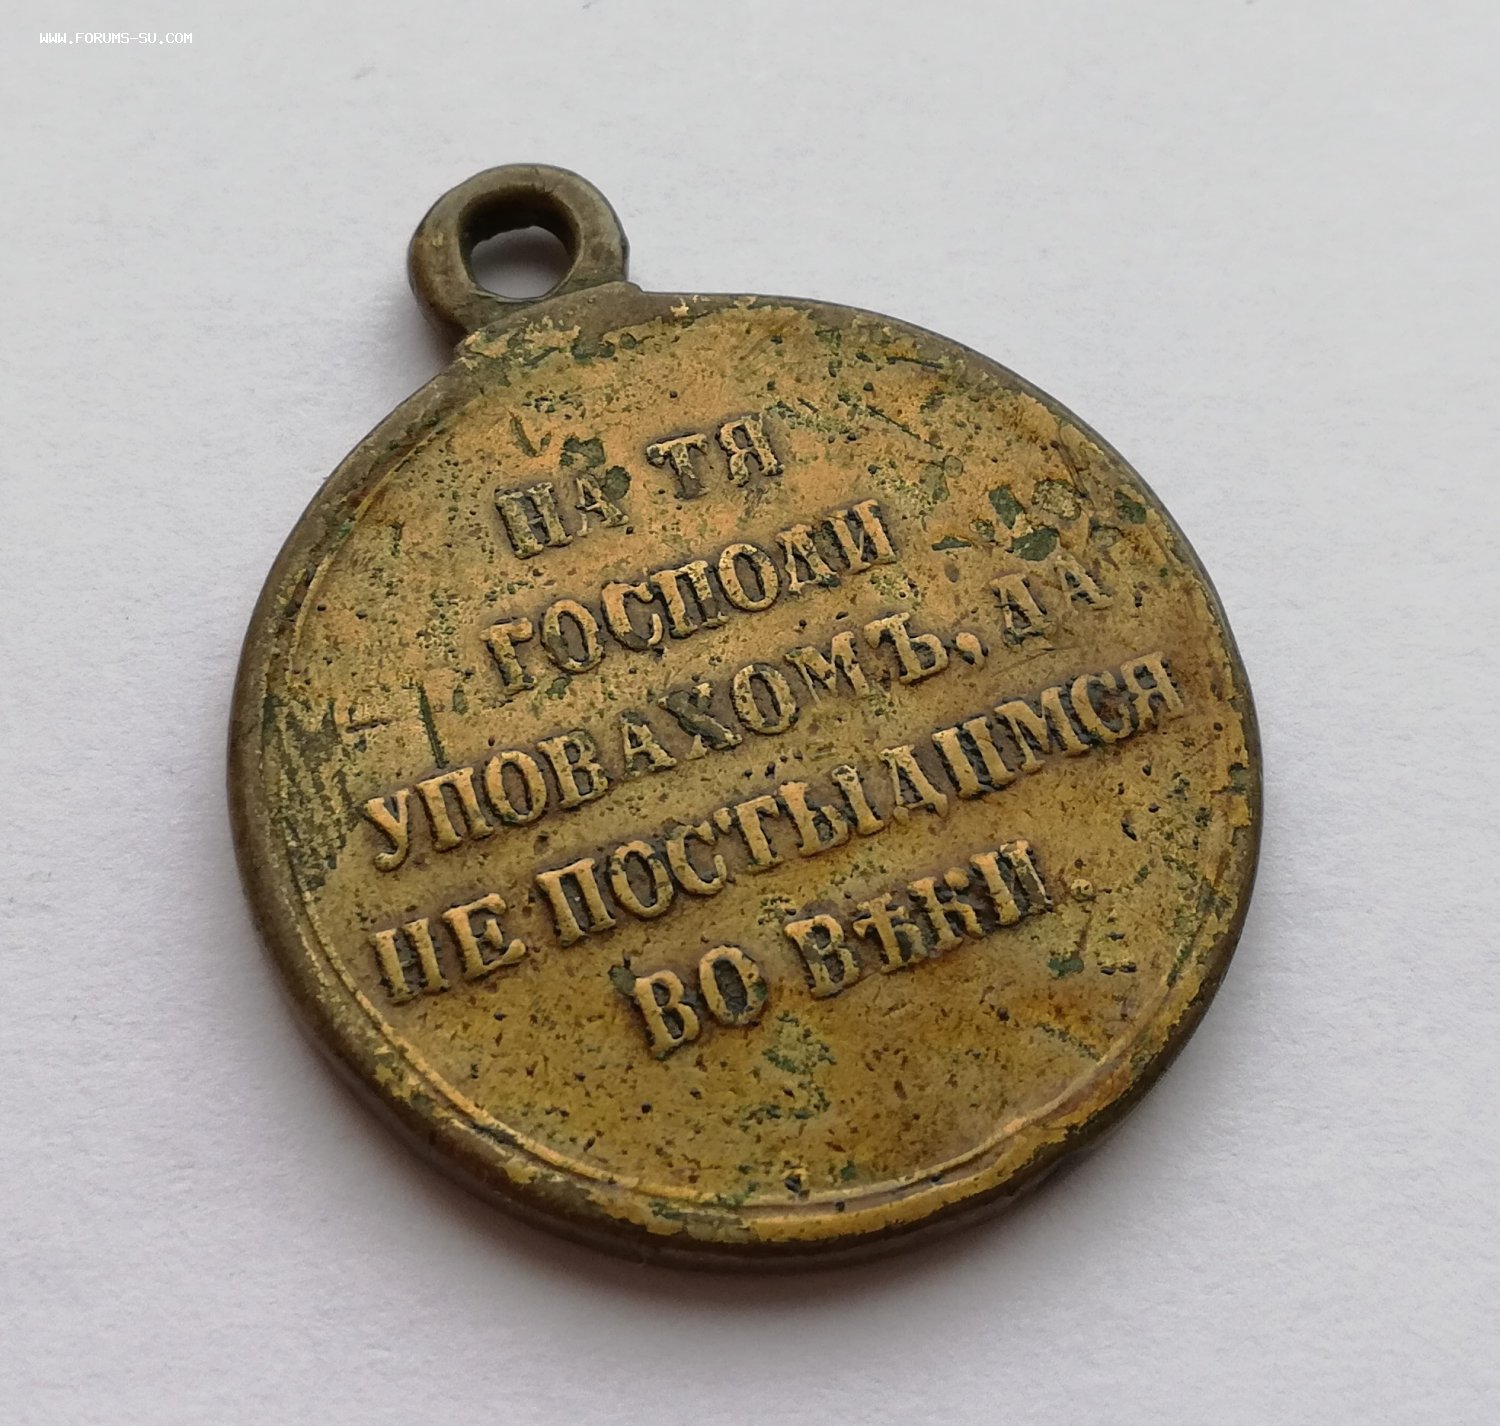 WWW.FORUMS-SU.COM
НА ТЯ
ГОСПОДИ
УПОВАХОМЪ, ДА
НЕ ПОСТЫДИМСЯ
ВО ВѢКИ.